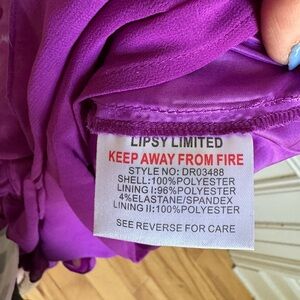 LIPSY LIMITED
KEEP AWAY FROM FIRE
STYLE NO: DR03488
SHELL:100%POLYESTER
LINING I:96%POLYESTER
4%ELASTANE/SPANDEX
LINING II:100%POLYESTER
SEE REVERSE FOR CARE